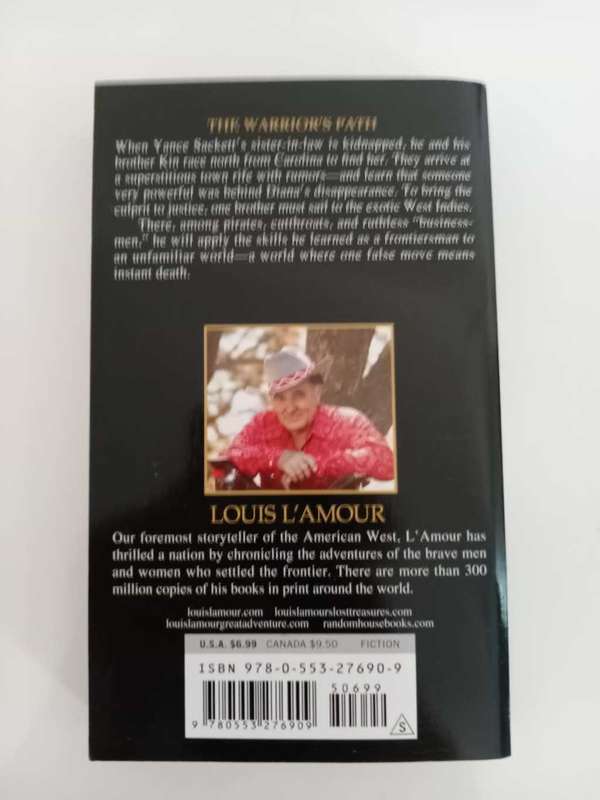 THE WARRIOR'S PATH
When Yance Sackett's sister-in-law is kidnapped, he and his
brother Kin race north from Carolina to find her. They arrive at
a superstitious town rife with rumors—and learn that someone
very powerful was behind Diana's disappearance. To bring the
culprit to justice, one brother must sail to the exotic West Indies.
There, among pirates, cutthroats, and ruthless "business-
men," he will apply the skills he learned as a frontiersman to
an unfamiliar world—a world where one false move means
instant death.
LOUIS L'AMOUR
Our foremost storyteller of the American West, L'Amour has
thrilled a nation by chronicling the adventures of the brave men
and women who settled the frontier. There are more than 300
million copies of his books in print around the world.
louislamour.com louislamourslosttreasures.com
louislamourgreatadventure.com randomhousebooks.com
U.S.A. $6.99 CANADA $9.50 FICTION
ISBN 978-0-553-27690-9
50699
9 780553 276909
S